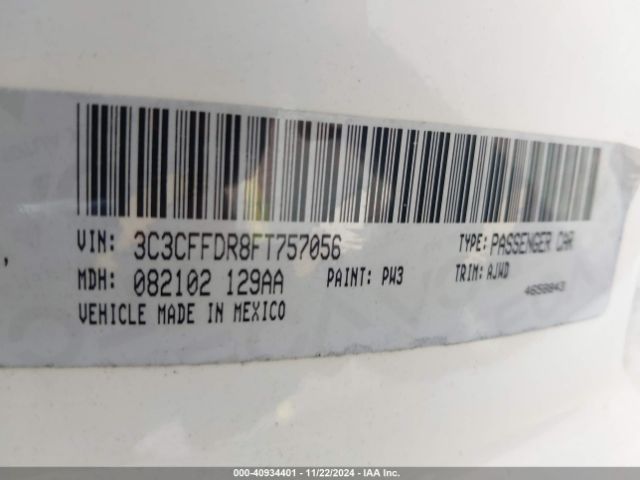 VIN: 3C3CFFDR8FT757056 TYPE: PASSENGER CAR
MDH: 082102 129AA PAINT: PW3 TRIM: AJWD
VEHICLE MADE IN MEXICO 4658843
000-40934401 - 11/22/2024 - IAA Inc.